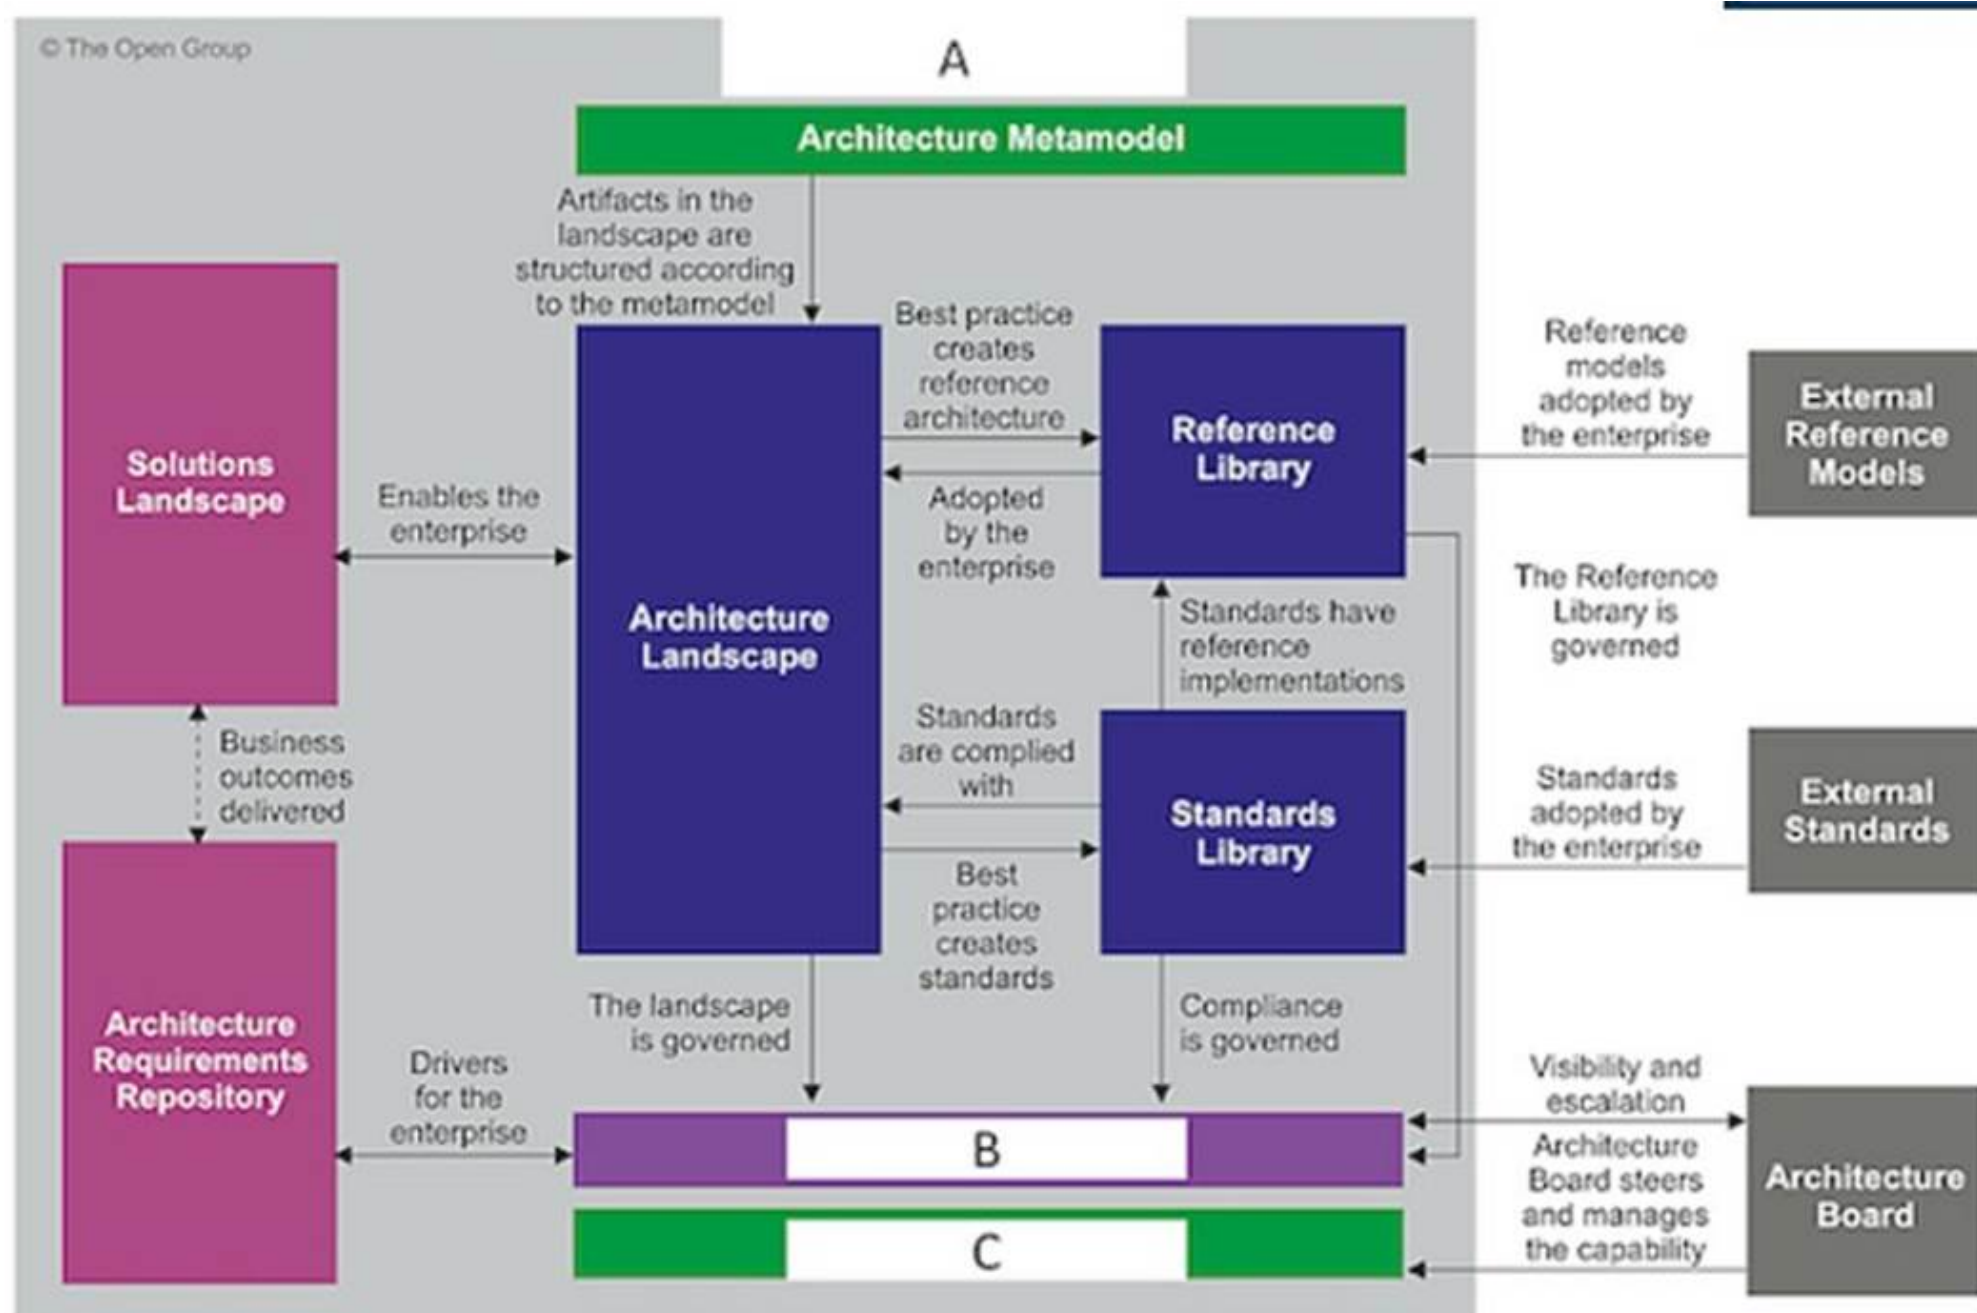 © The Open Group
A
Architecture Metamodel
Artifacts in the
landscape are
structured according
to the metamodel
Solutions
Landscape
Enables the
enterprise
Business
outcomes
delivered
Architecture
Requirements
Repository
Drivers
for the
enterprise
Architecture
Landscape
Best practice
creates
reference
architecture
Adopted
by the
enterprise
Reference
Library
Standards have
reference
implementations
Standards
are complied
with
Best
practice
creates
standards
Standards
Library
The landscape
is governed
Compliance
is governed
B
C
Reference
models
adopted by
the enterprise
External
Reference
Models
The Reference
Library is
governed
Standards
adopted by
the enterprise
External
Standards
Visibility and
escalation
Architecture
Board steers
and manages
the capability
Architecture
Board